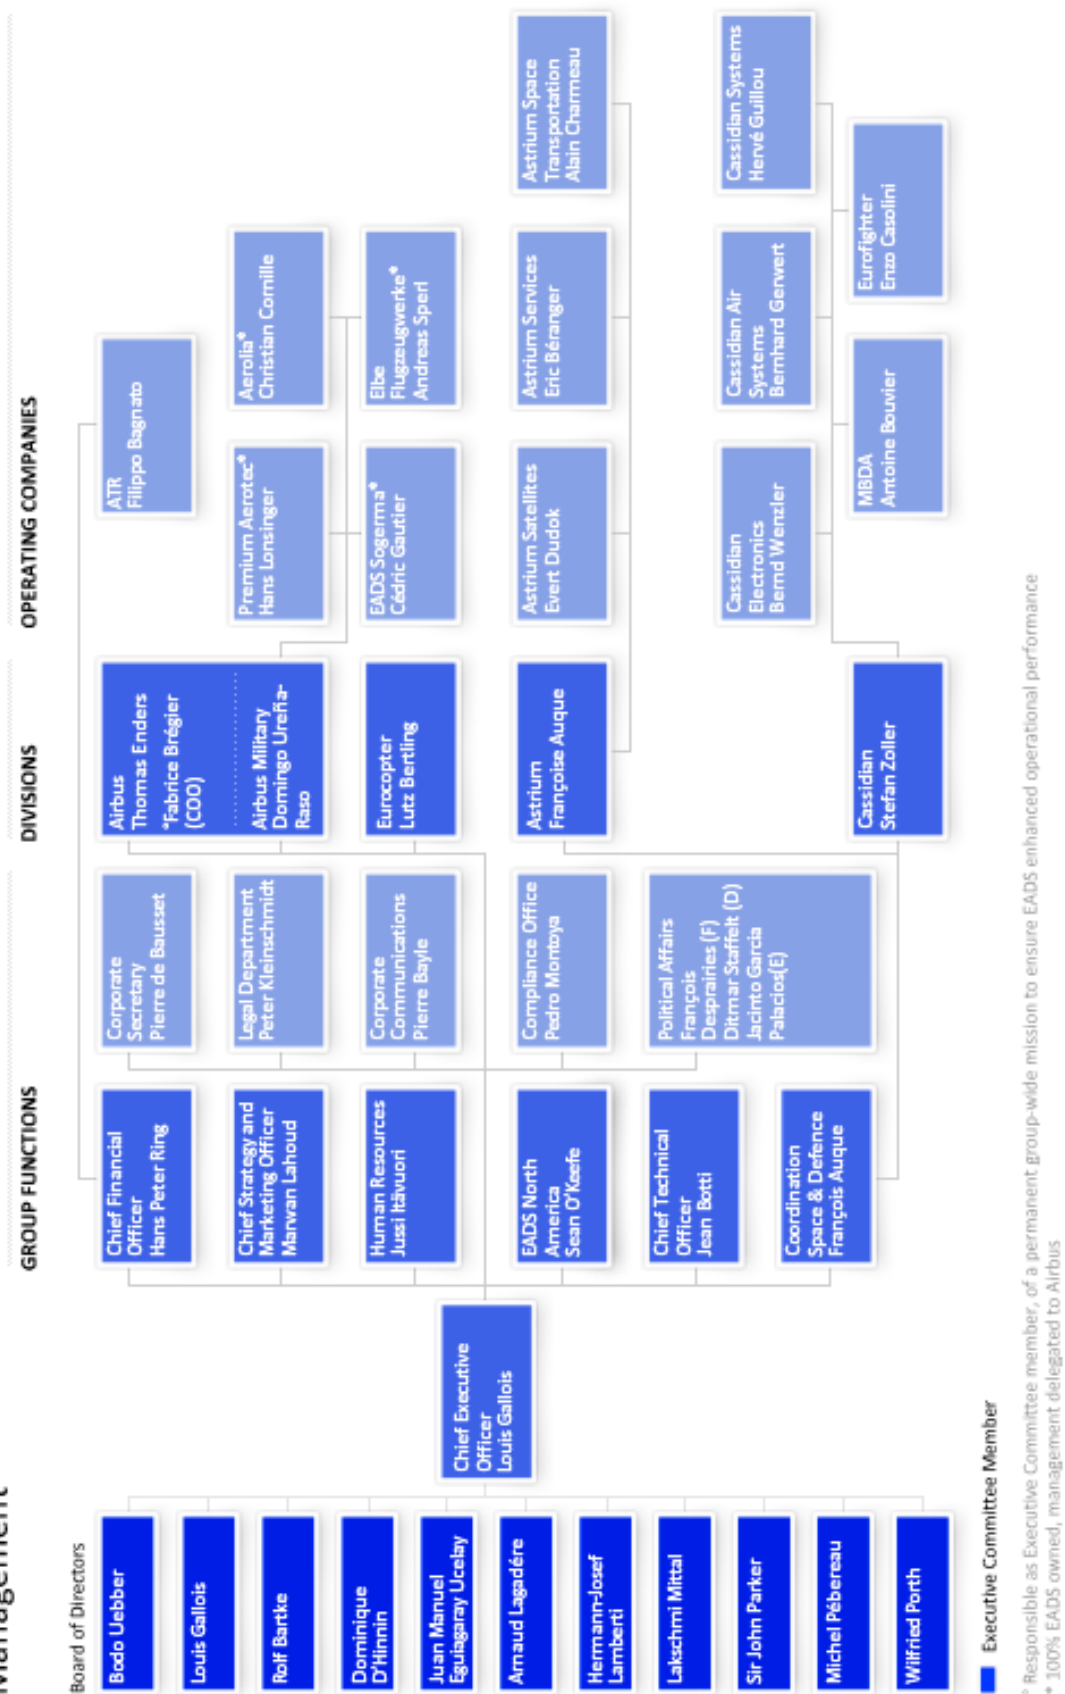 Management
Board of Directors
Bodo Uebber
Louis Gallois
Rolf Bartke
Dominique
D'Hinnin
Juan Manuel
Eguiagaray Ucelay
Arnaud Lagadére
Hermann-Josef
Lamberti
Lakschmi Mittal
Sir John Parker
Michel Pébereau
Wilfried Porth
Chief Executive
Officer
Louis Gallois
GROUP FUNCTIONS
Chief Financial
Officer
Hans Peter Ring
Chief Strategy and
Marketing Officer
Marwan Lahoud
Human Resources
Jussi Itävuori
EADS North
America
Sean O'Keefe
Chief Technical
Officer
Jean Botti
Coordination
Space & Defence
François Auque
Corporate
Secretary
Pierre de Bausset
Legal Department
Peter Kleinschmidt
Corporate
Communications
Pierre Bayle
Compliance Office
Pedro Montoya
Political Affairs
François
Desprairies (F)
Ditmar Staffelt (D)
Jacinto Garcia
Palacios(E)
DIVISIONS
Airbus
Thomas Enders
°Fabrice Brégier
(COO)
Airbus Military
Domingo Ureña-
Raso
Eurocopter
Lutz Bertling
Astrium
Françoise Auque
Cassidian
Stefan Zoller
OPERATING COMPANIES
ATR
Filippo Bagnato
Premium Aerotec*
Hans Lonsinger
Aerolia*
Christian Cornille
EADS Sogerma*
Cédric Gautier
Elbe
Flugzeugwerke*
Andreas Sperl
Astrium Satellites
Evert Dudok
Astrium Services
Eric Béranger
Astrium Space
Transportation
Alain Charmeau
Cassidian
Electronics
Bernd Wenzler
Cassidian Air
Systems
Bernhard Gerwert
Cassidian Systems
Hervé Guillou
MBDA
Antoine Bouvier
Eurofighter
Enzo Casolini
Executive Committee Member
° Responsible as Executive Committee member, of a permanent group-wide mission to ensure EADS enhanced operational performance
* 100% EADS owned, management delegated to Airbus